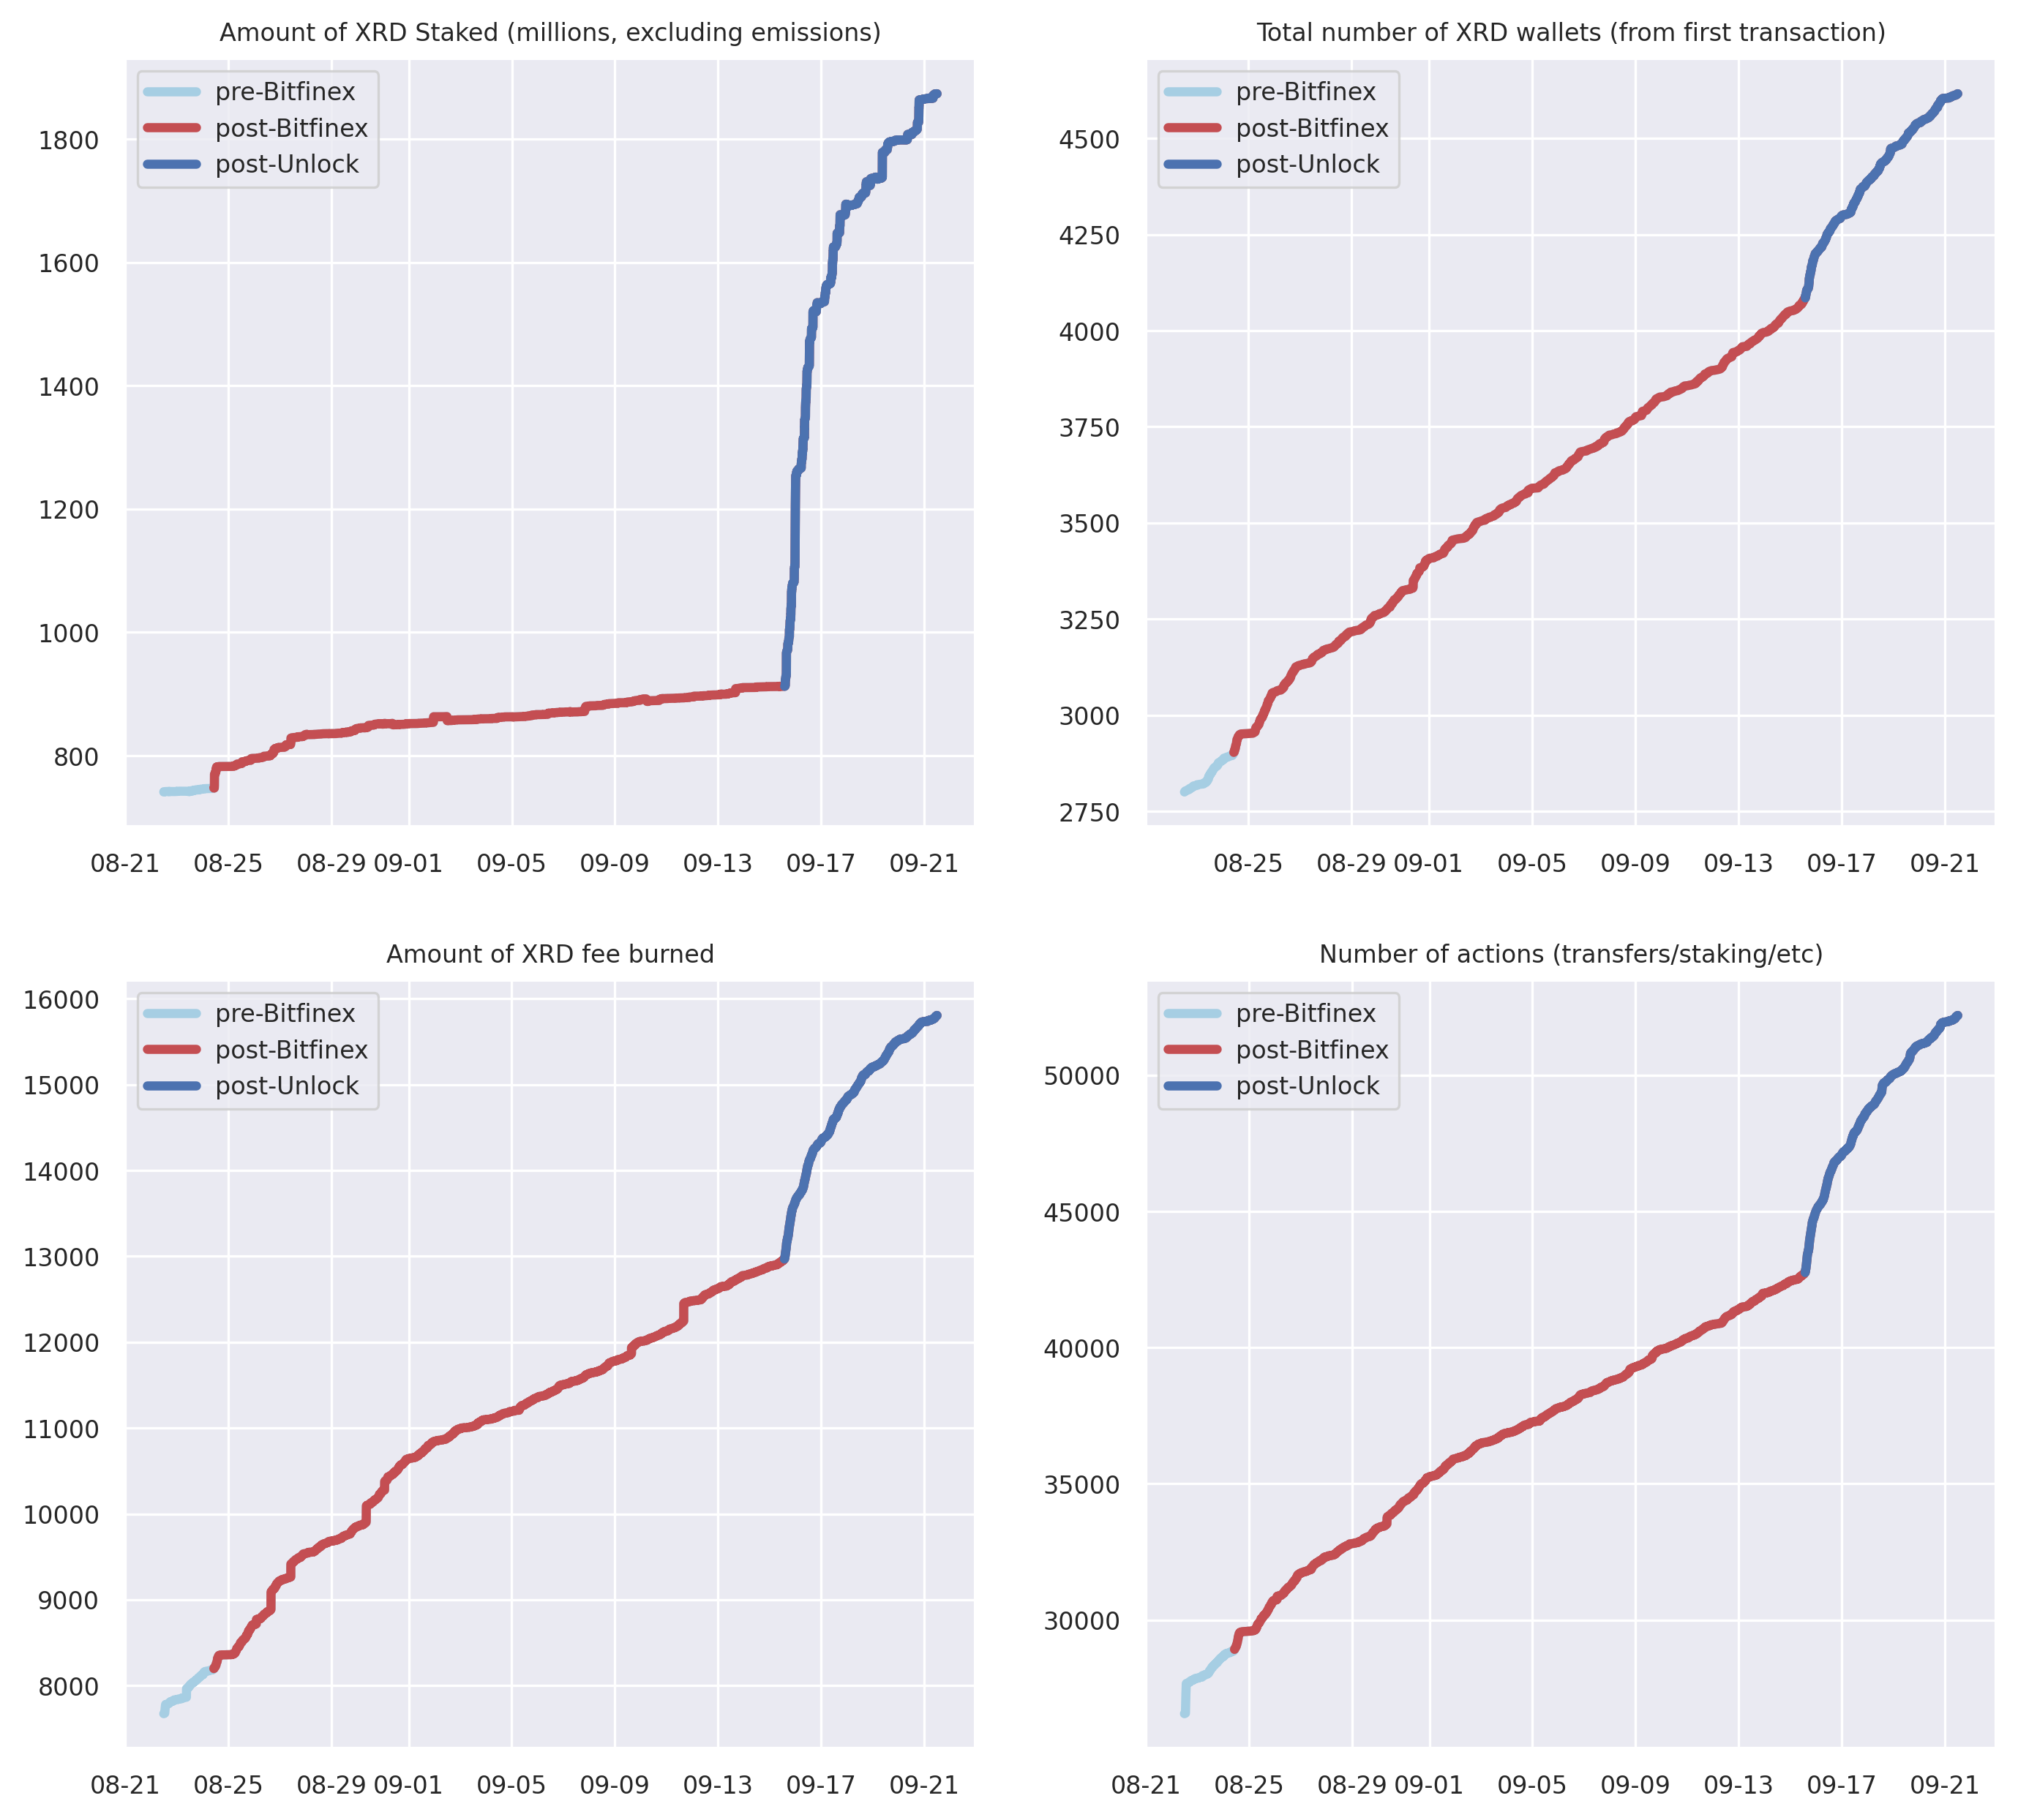 Amount of XRD Staked (millions, excluding emissions)
pre-Bitfinex
post-Bitfinex
post-Unlock
1800
1600
1400
1200
1000
800
08-21 08-25 08-29 09-01 09-05 09-09 09-13 09-17 09-21
Total number of XRD wallets (from first transaction)
pre-Bitfinex
post-Bitfinex
post-Unlock
4500
4250
4000
3750
3500
3250
3000
2750
08-25 08-29 09-01 09-05 09-09 09-13 09-17 09-21
Amount of XRD fee burned
pre-Bitfinex
post-Bitfinex
post-Unlock
16000
15000
14000
13000
12000
11000
10000
9000
8000
08-21 08-25 08-29 09-01 09-05 09-09 09-13 09-17 09-21
Number of actions (transfers/staking/etc)
pre-Bitfinex
post-Bitfinex
post-Unlock
50000
45000
40000
35000
30000
08-21 08-25 08-29 09-01 09-05 09-09 09-13 09-17 09-21